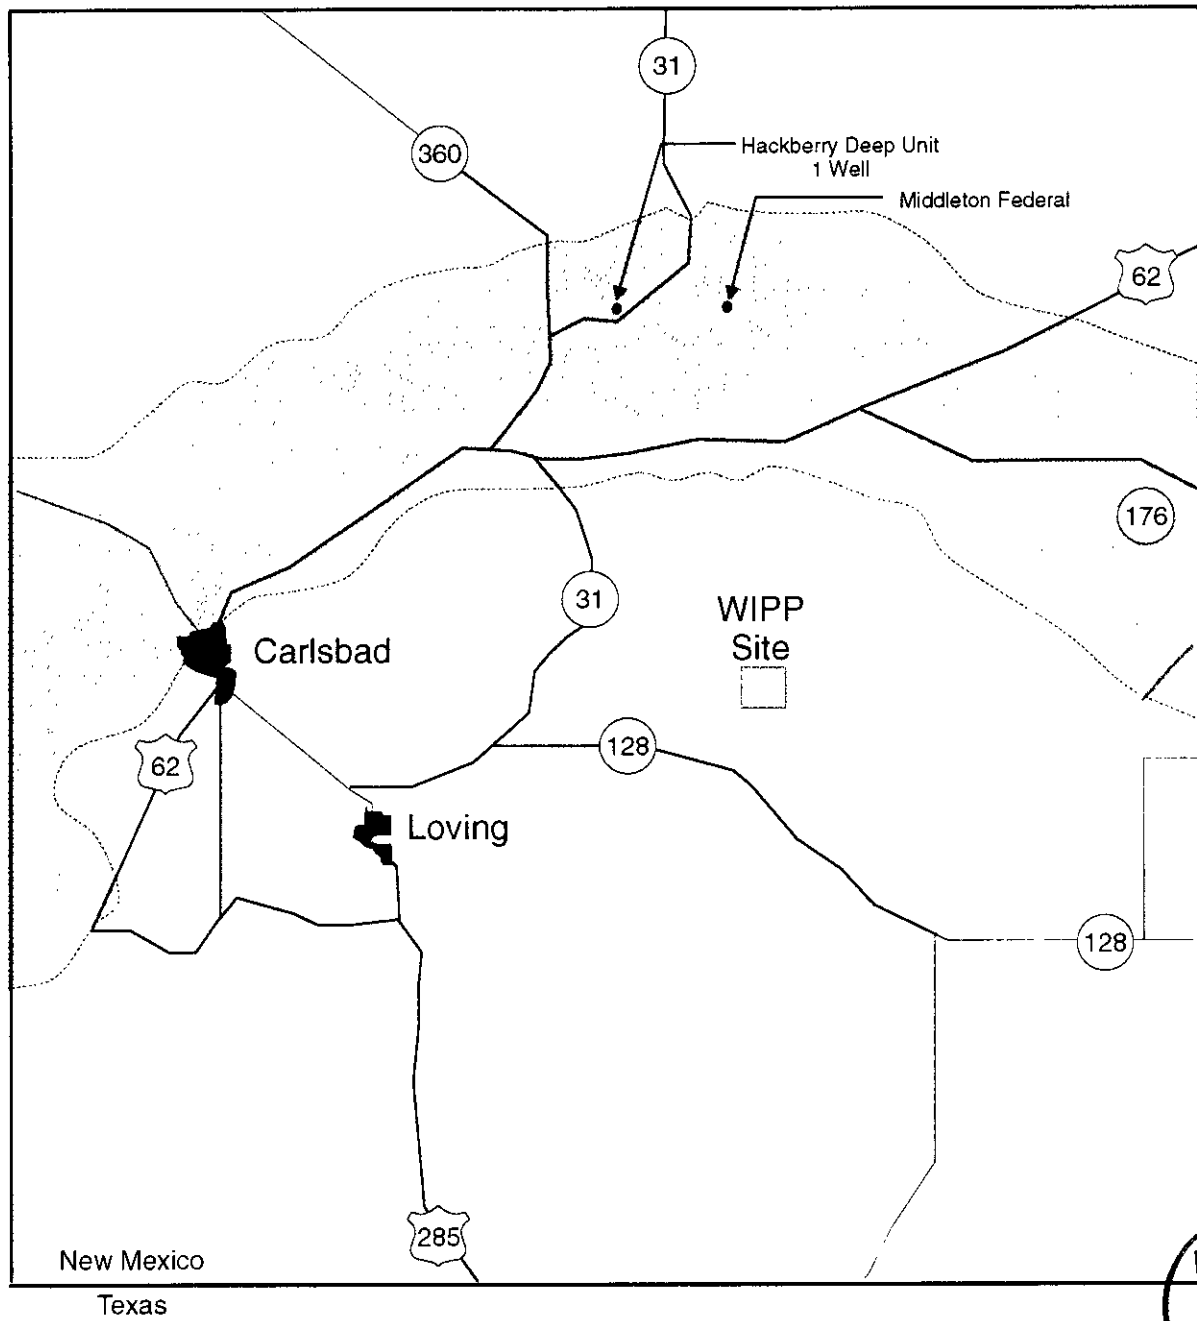 31
360
Hackberry Deep Unit
1 Well
Middleton Federal
62
176
31
WIPP
Site
Carlsbad
128
62
Loving
128
285
New Mexico
Texas